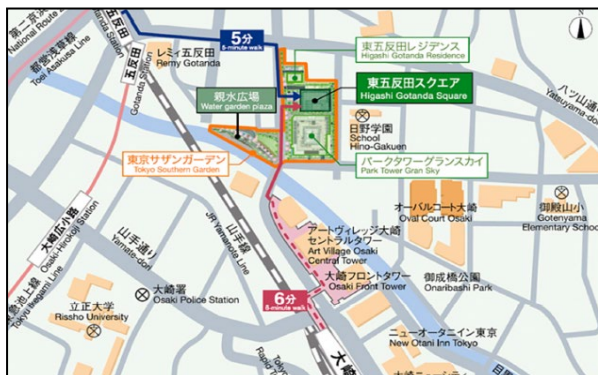 第二京浜
National Route
五反田
Gotanda Station
都営浅草線
Toei Asakusa Line
五反田
Gotanda Station
レミィ五反田
Remy Gotanda
5分
5-minute walk
東五反田レジデンス
Higashi Gotanda Residence
東五反田スクエア
Higashi Gotanda Square
八ツ山通り
Yatsuyama-do
親水広場
Water garden plaza
日野学園
School
Hino-Gakuen
東京サザンガーデン
Tokyo Southern Garden
パークタワーグランスカイ
Park Tower Gran Sky
大崎広小路
Osaki-Hirokoji Station
山手通り
Yamate-dori
山手線
JR Yamanote Line
オーバルコート大崎
Oval Court Osaki
御殿山小
Gotenyama
Elementary School
アートヴィレッジ大崎
セントラルタワー
Art Village Osaki
Central Tower
大崎フロントタワー
Osaki Front Tower
御成橋公園
Onaribashi Park
池上線
Tokyu Ikegami Line
立正大学
Rissho University
大崎署
Osaki Police Station
6分
6-minute walk
ニューオータニイン東京
New Otani Inn Tokyo
大崎